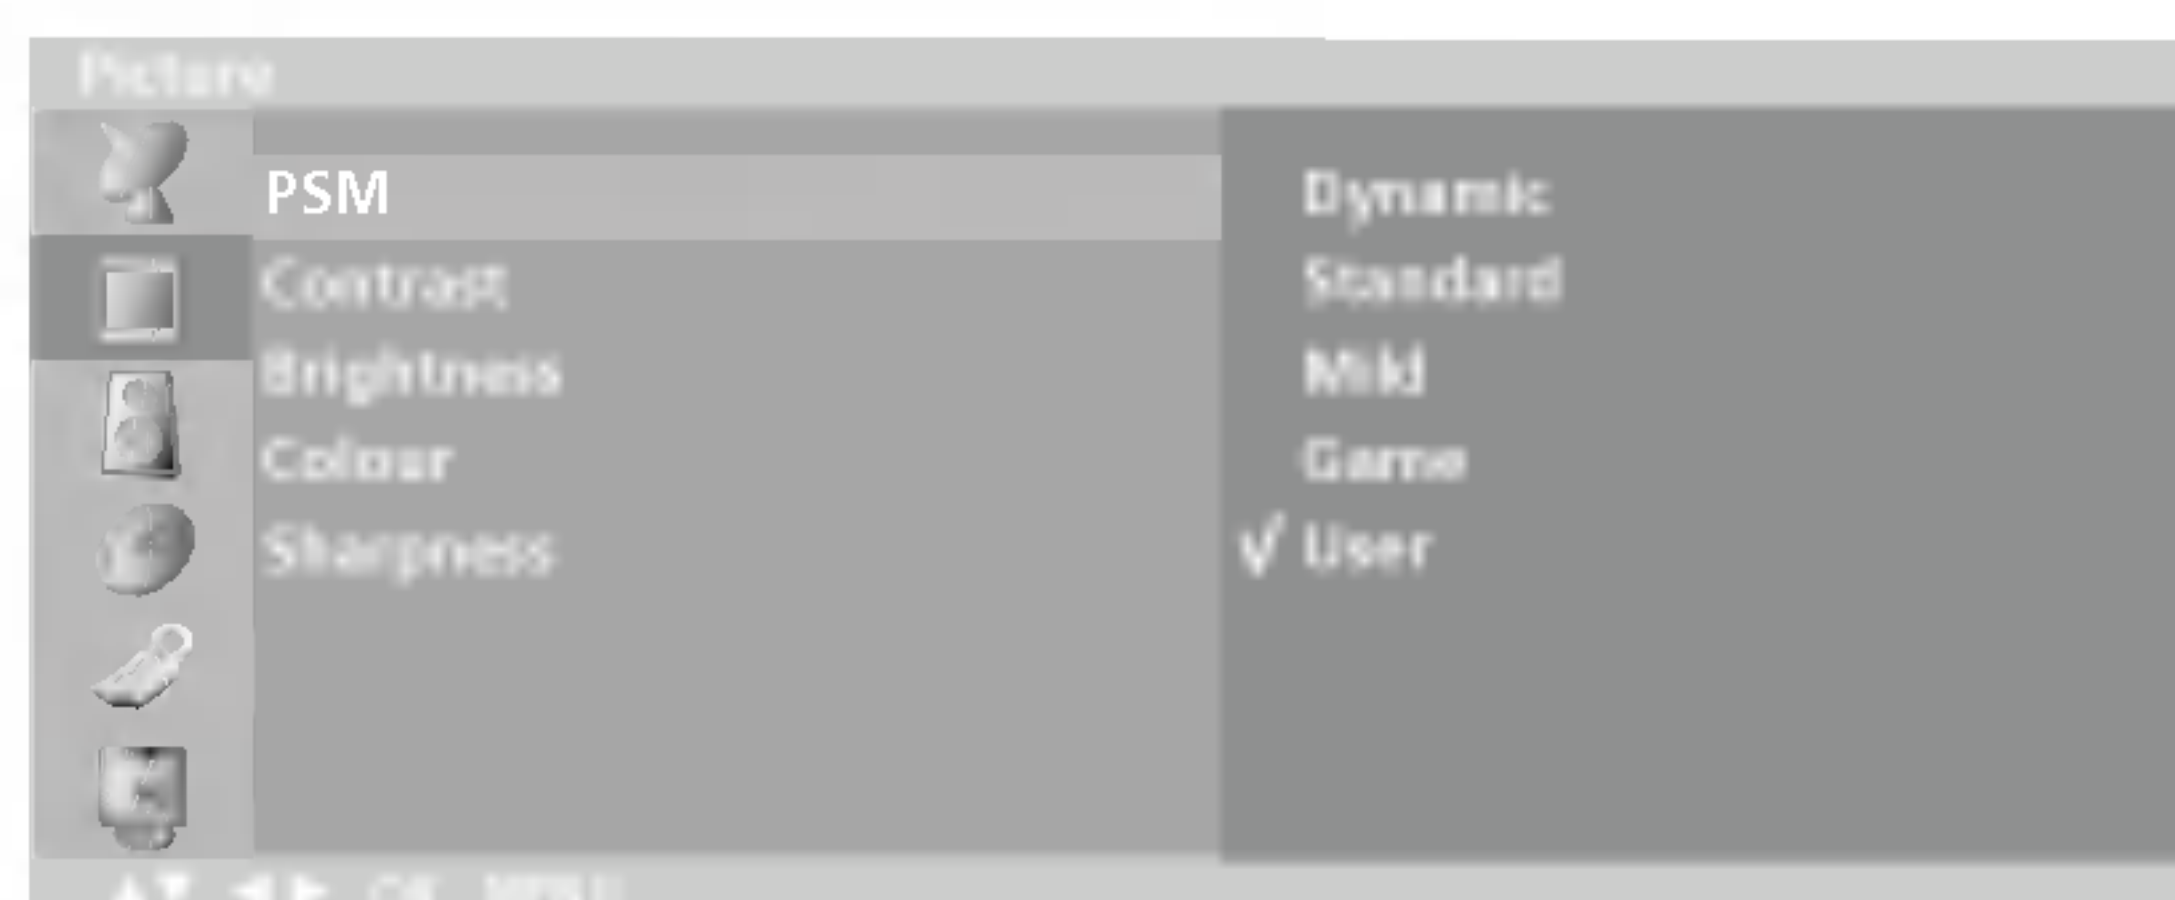 Picture
PSM
Contrast
Brightness
Colour
Sharpness
Dynamic
Standard
Mild
Game
√ User
▲▼ ◀▶ OK MENU